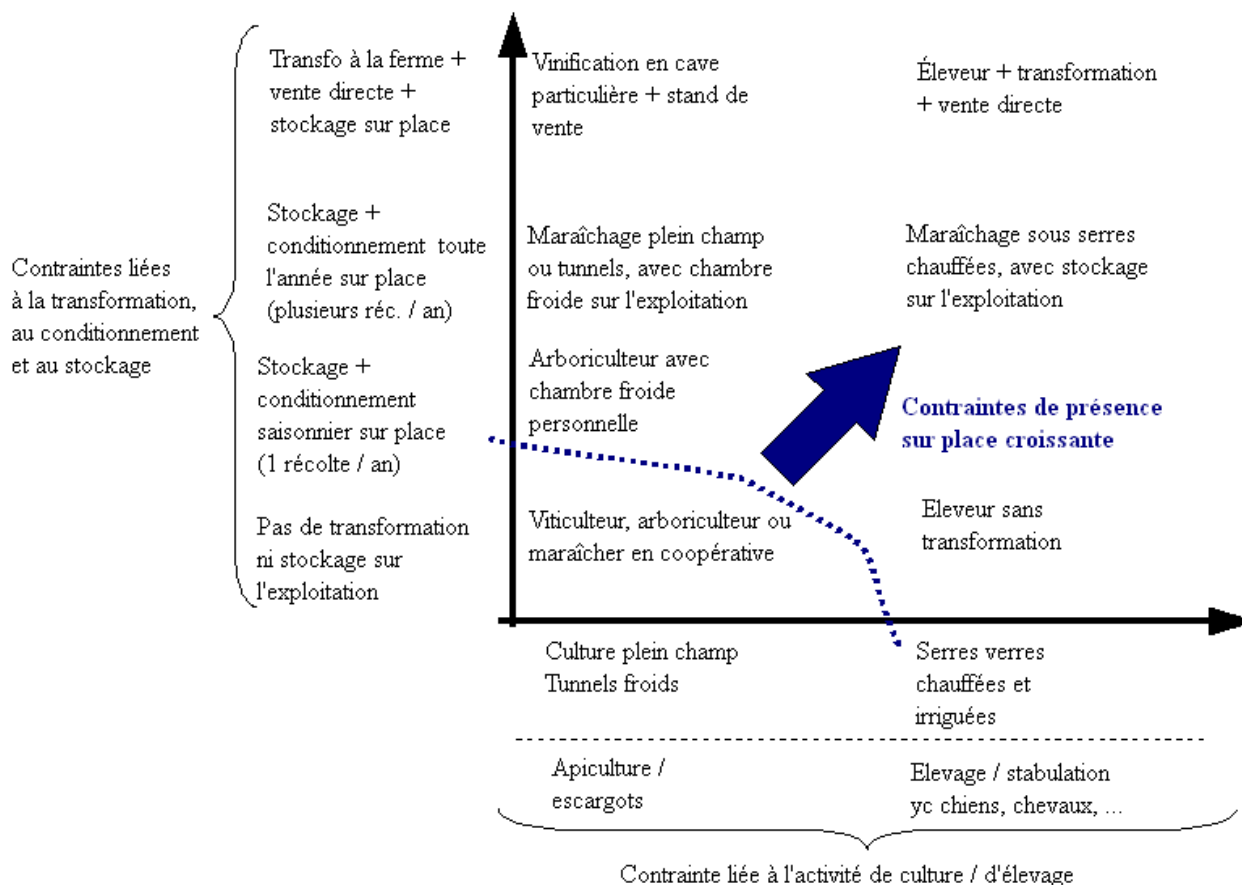 Transfo à la ferme +
vente directe +
stockage sur place
Vinification en cave
particulière + stand de
vente
Éleveur + transformation
+ vente directe
Contraintes liées
à la transformation,
au conditionnement
et au stockage
Stockage +
conditionnement toute
l'année sur place
(plusieurs réc. / an)
Maraîchage plein champ
ou tunnels, avec chambre
froide sur l'exploitation
Maraîchage sous serres
chauffées, avec stockage
sur l'exploitation
Stockage +
conditionnement
saisonnier sur place
(1 récolte / an)
Arboriculteur avec
chambre froide
personnelle
Contraintes de présence
sur place croissante
Pas de transformation
ni stockage sur
l'exploitation
Viticulteur, arboriculteur ou
maraîcher en coopérative
Eleveur sans
transformation
Culture plein champ
Tunnels froids
Serres verres
chauffées et
irriguées
Apiculture /
escargots
Elevage / stabulation
yc chiens, chevaux, ...
Contrainte liée à l'activité de culture / d'élevage